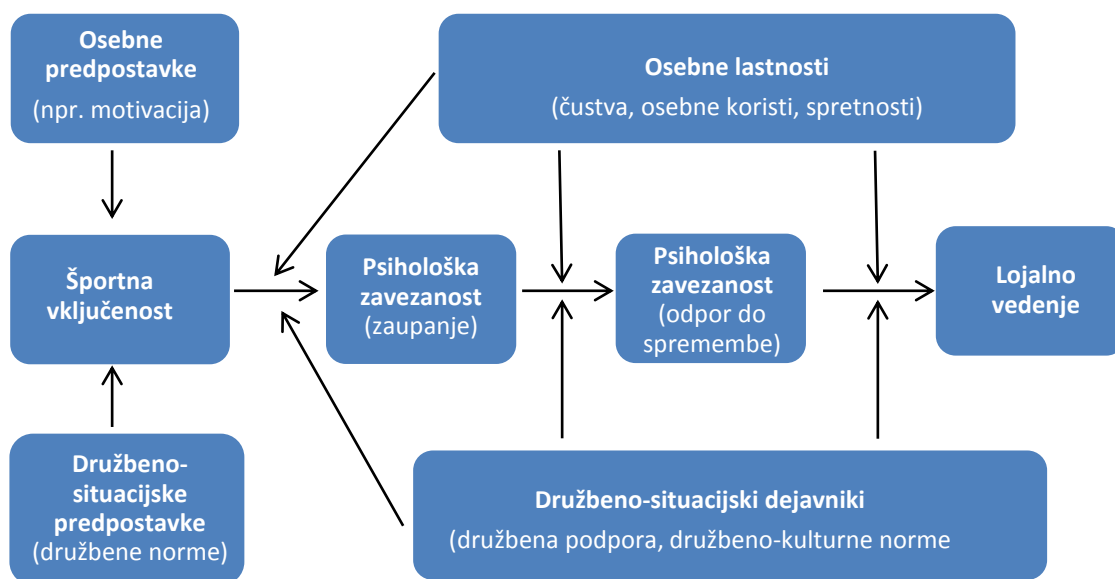 Osebne
predpostavke
(npr. motivacija)
Osebne lastnosti
(čustva, osebne koristi, spretnosti)
Športna
vključenost
Psihološka
zavezanost
(zaupanje)
Psihološka
zavezanost
(odpor do
spremembe)
Lojalno
vedenje
Družbeno-
situacijske
predpostavke
(družbene norme)
Družbeno-situacijski dejavniki
(družbena podpora, družbeno-kulturne norme